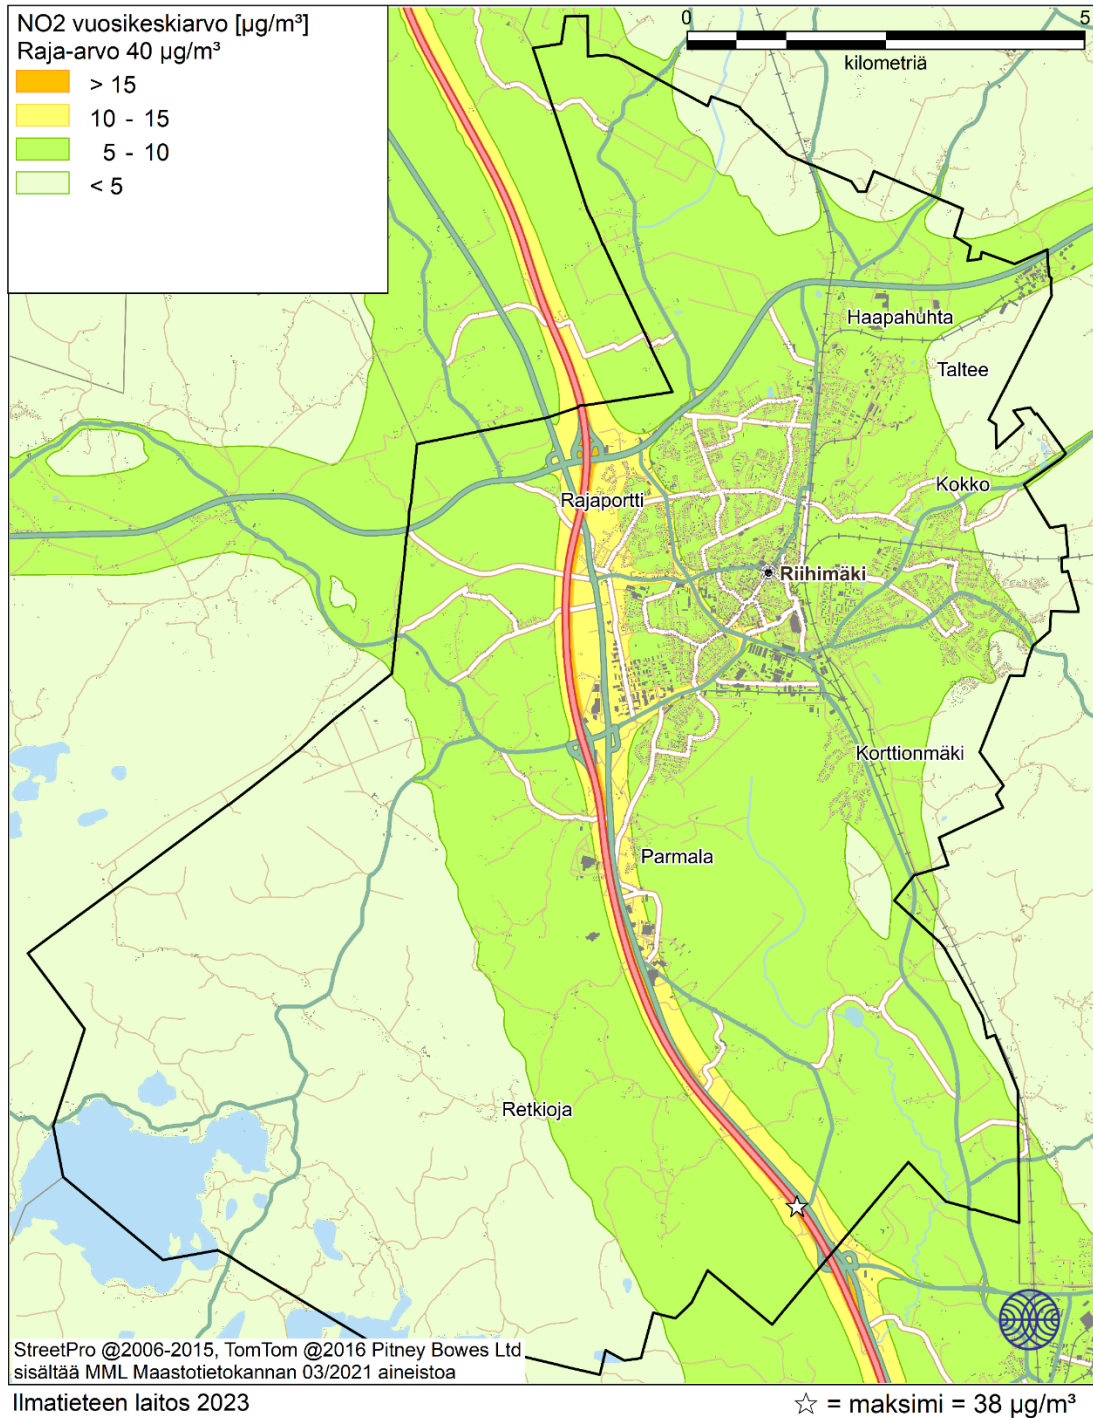 NO2 vuosikeskiarvo [µg/m³]
Raja-arvo 40 µg/m³
> 15
10 - 15
5 - 10
< 5
0 5
kilometriä
Haapahuhta
Taltee
Kokko
Rajaportti
Riihimäki
Korttionmäki
Parmala
Retkioja
StreetPro @2006-2015, TomTom @2016 Pitney Bowes Ltd
sisältää MML Maastotietokannan 03/2021 aineistoa
Ilmatieteen laitos 2023
☆ = maksimi = 38 µg/m³